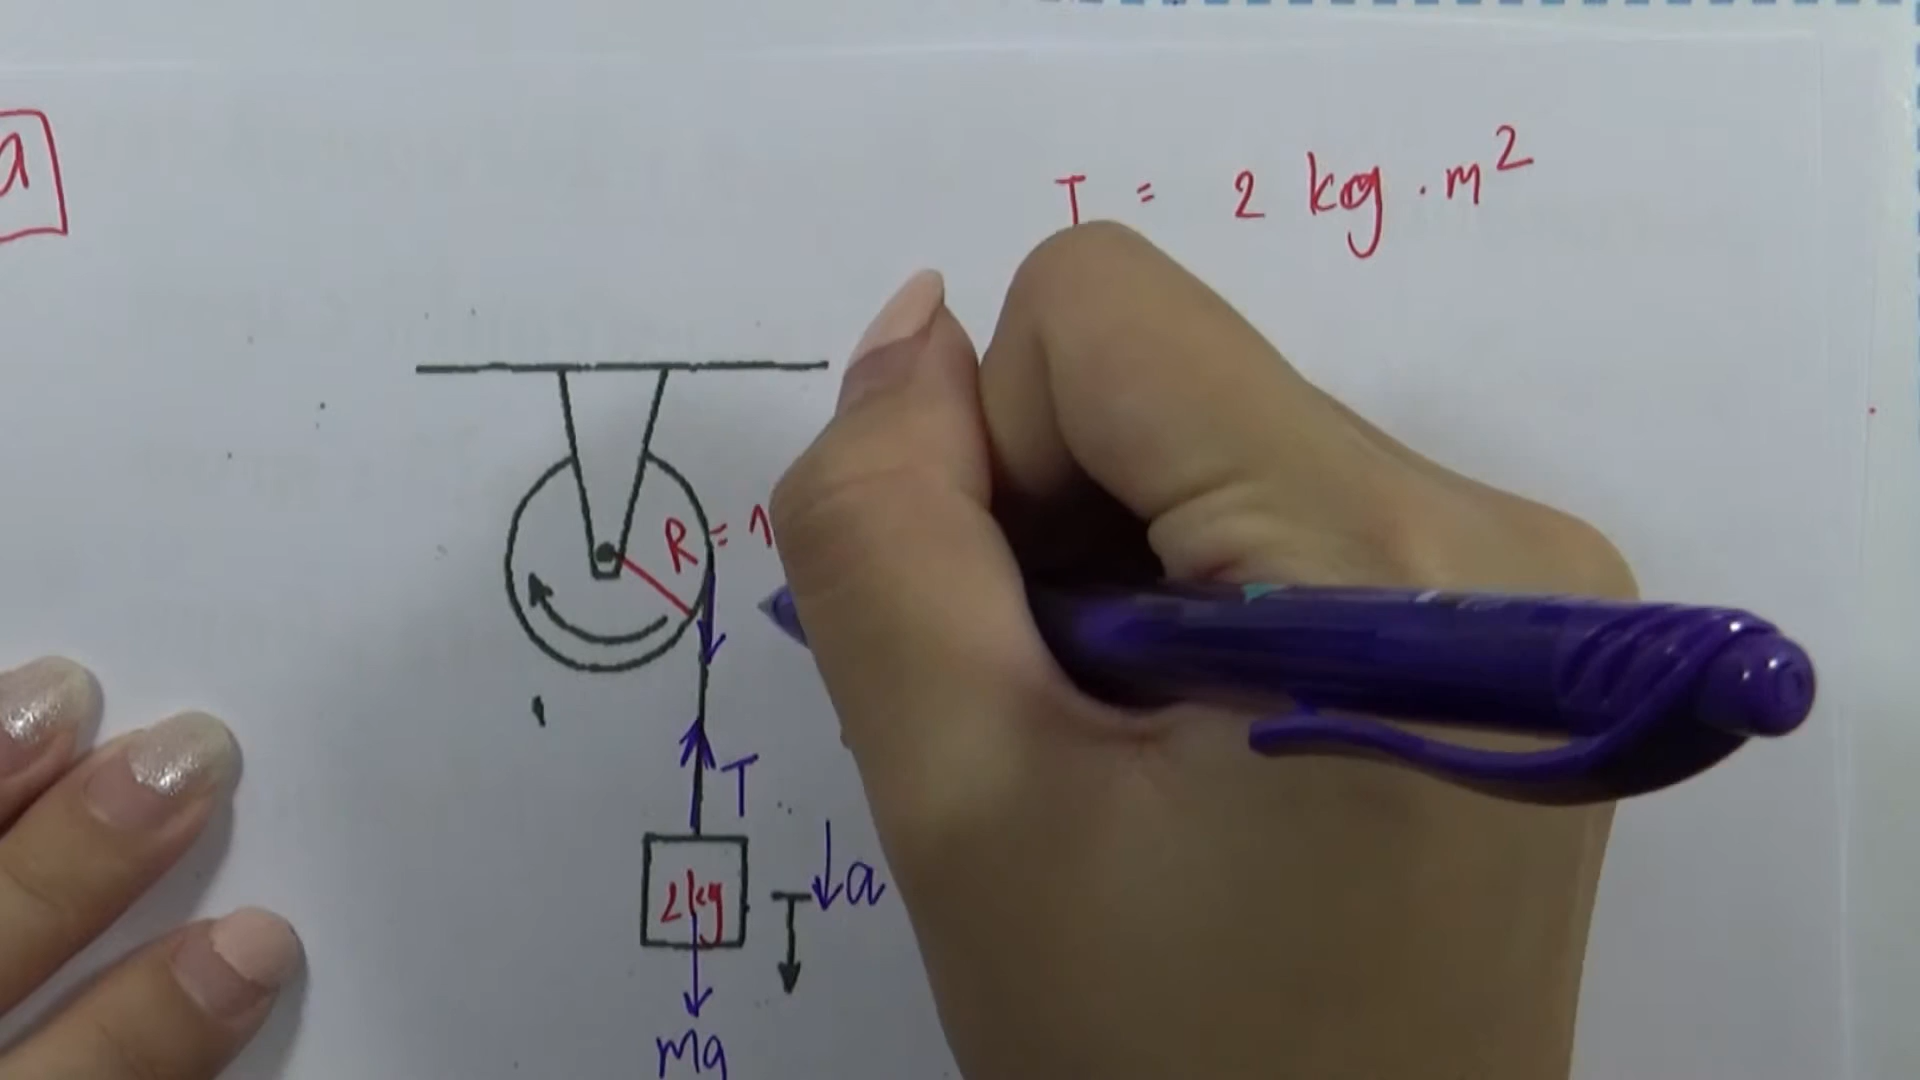 a
I = 2 kg . m²
R = 1
T
2kg
a
mg